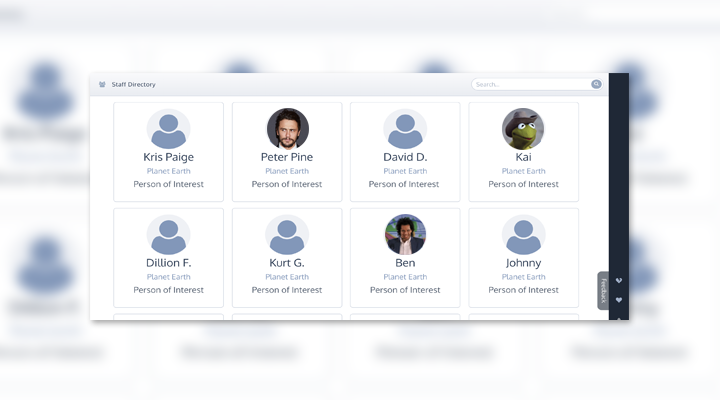 Staff Directory
Search...
Kris Paige
Planet Earth
Person of Interest
Peter Pine
Planet Earth
Person of Interest
David D.
Planet Earth
Person of Interest
Kai
Planet Earth
Person of Interest
Dillion F.
Planet Earth
Person of Interest
Kurt G.
Planet Earth
Person of Interest
Ben
Planet Earth
Person of Interest
Johnny
Planet Earth
Person of Interest
Feedback